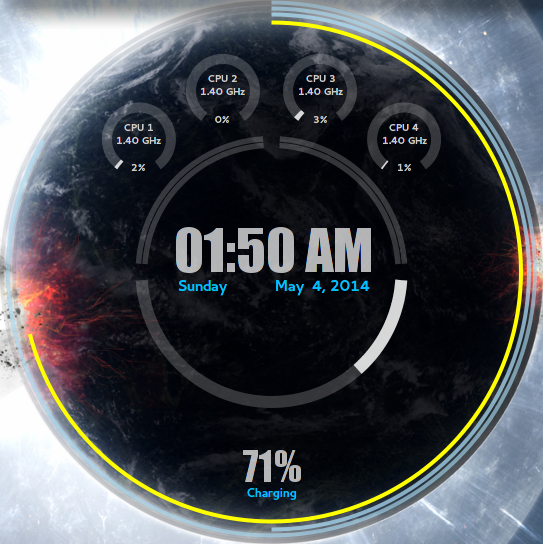 CPU 2
1.40 GHz
0%
CPU 3
1.40 GHz
3%
CPU 1
1.40 GHz
2%
CPU 4
1.40 GHz
1%
01:50 AM
Sunday May 4, 2014
71%
Charging